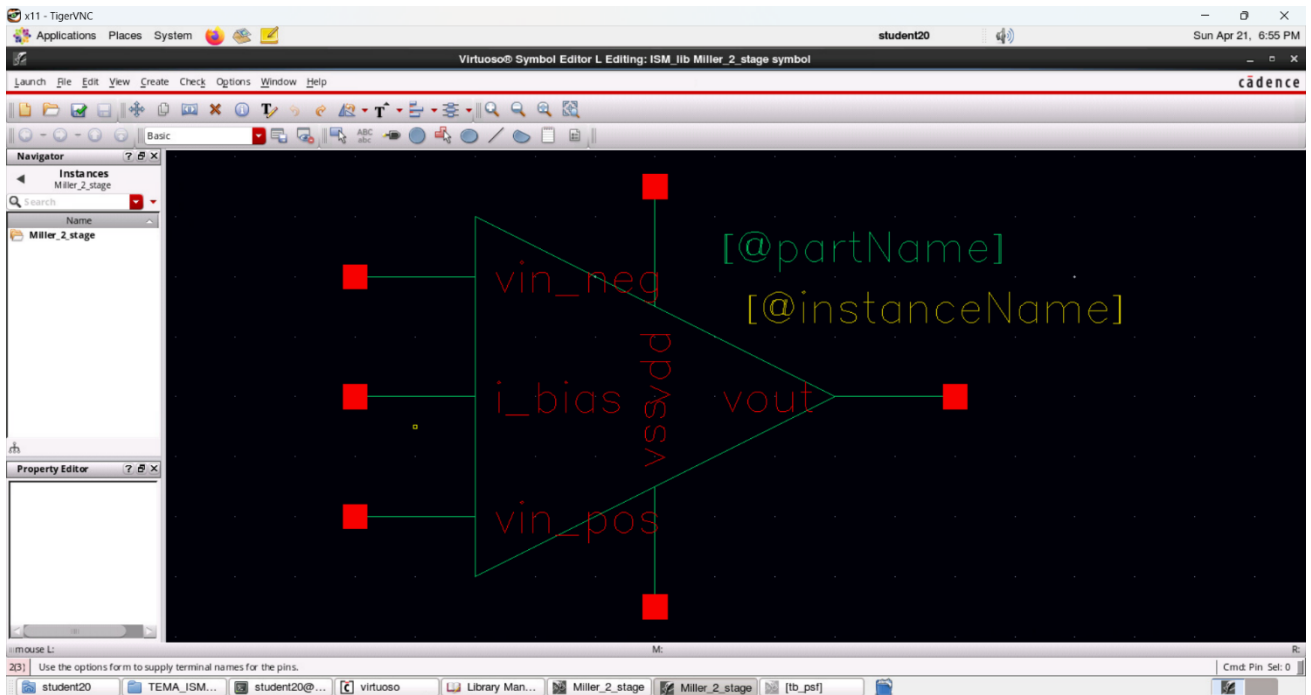 x11 - TigerVNC
Applications Places System student20 Sun Apr 21, 6:55 PM
Virtuoso® Symbol Editor L Editing: ISM_lib Miller_2_stage symbol
Launch File Edit View Create Check Options Window Help cādence
Basic
ABC
abc
Navigator
Instances
Miller_2_stage
Search
Name
Miller_2_stage
Property Editor
[@partName]
[@instanceName]
vin_neg
vdd
i_bias
vss
vout
vin_pos
mouse L: M: R:
2(3) Use the options form to supply terminal names for the pins. Cmd: Pin Sel: 0
student20 TEMA_ISM... student20@... virtuoso Library Man... Miller_2_stage Miller_2_stage [tb_psf]